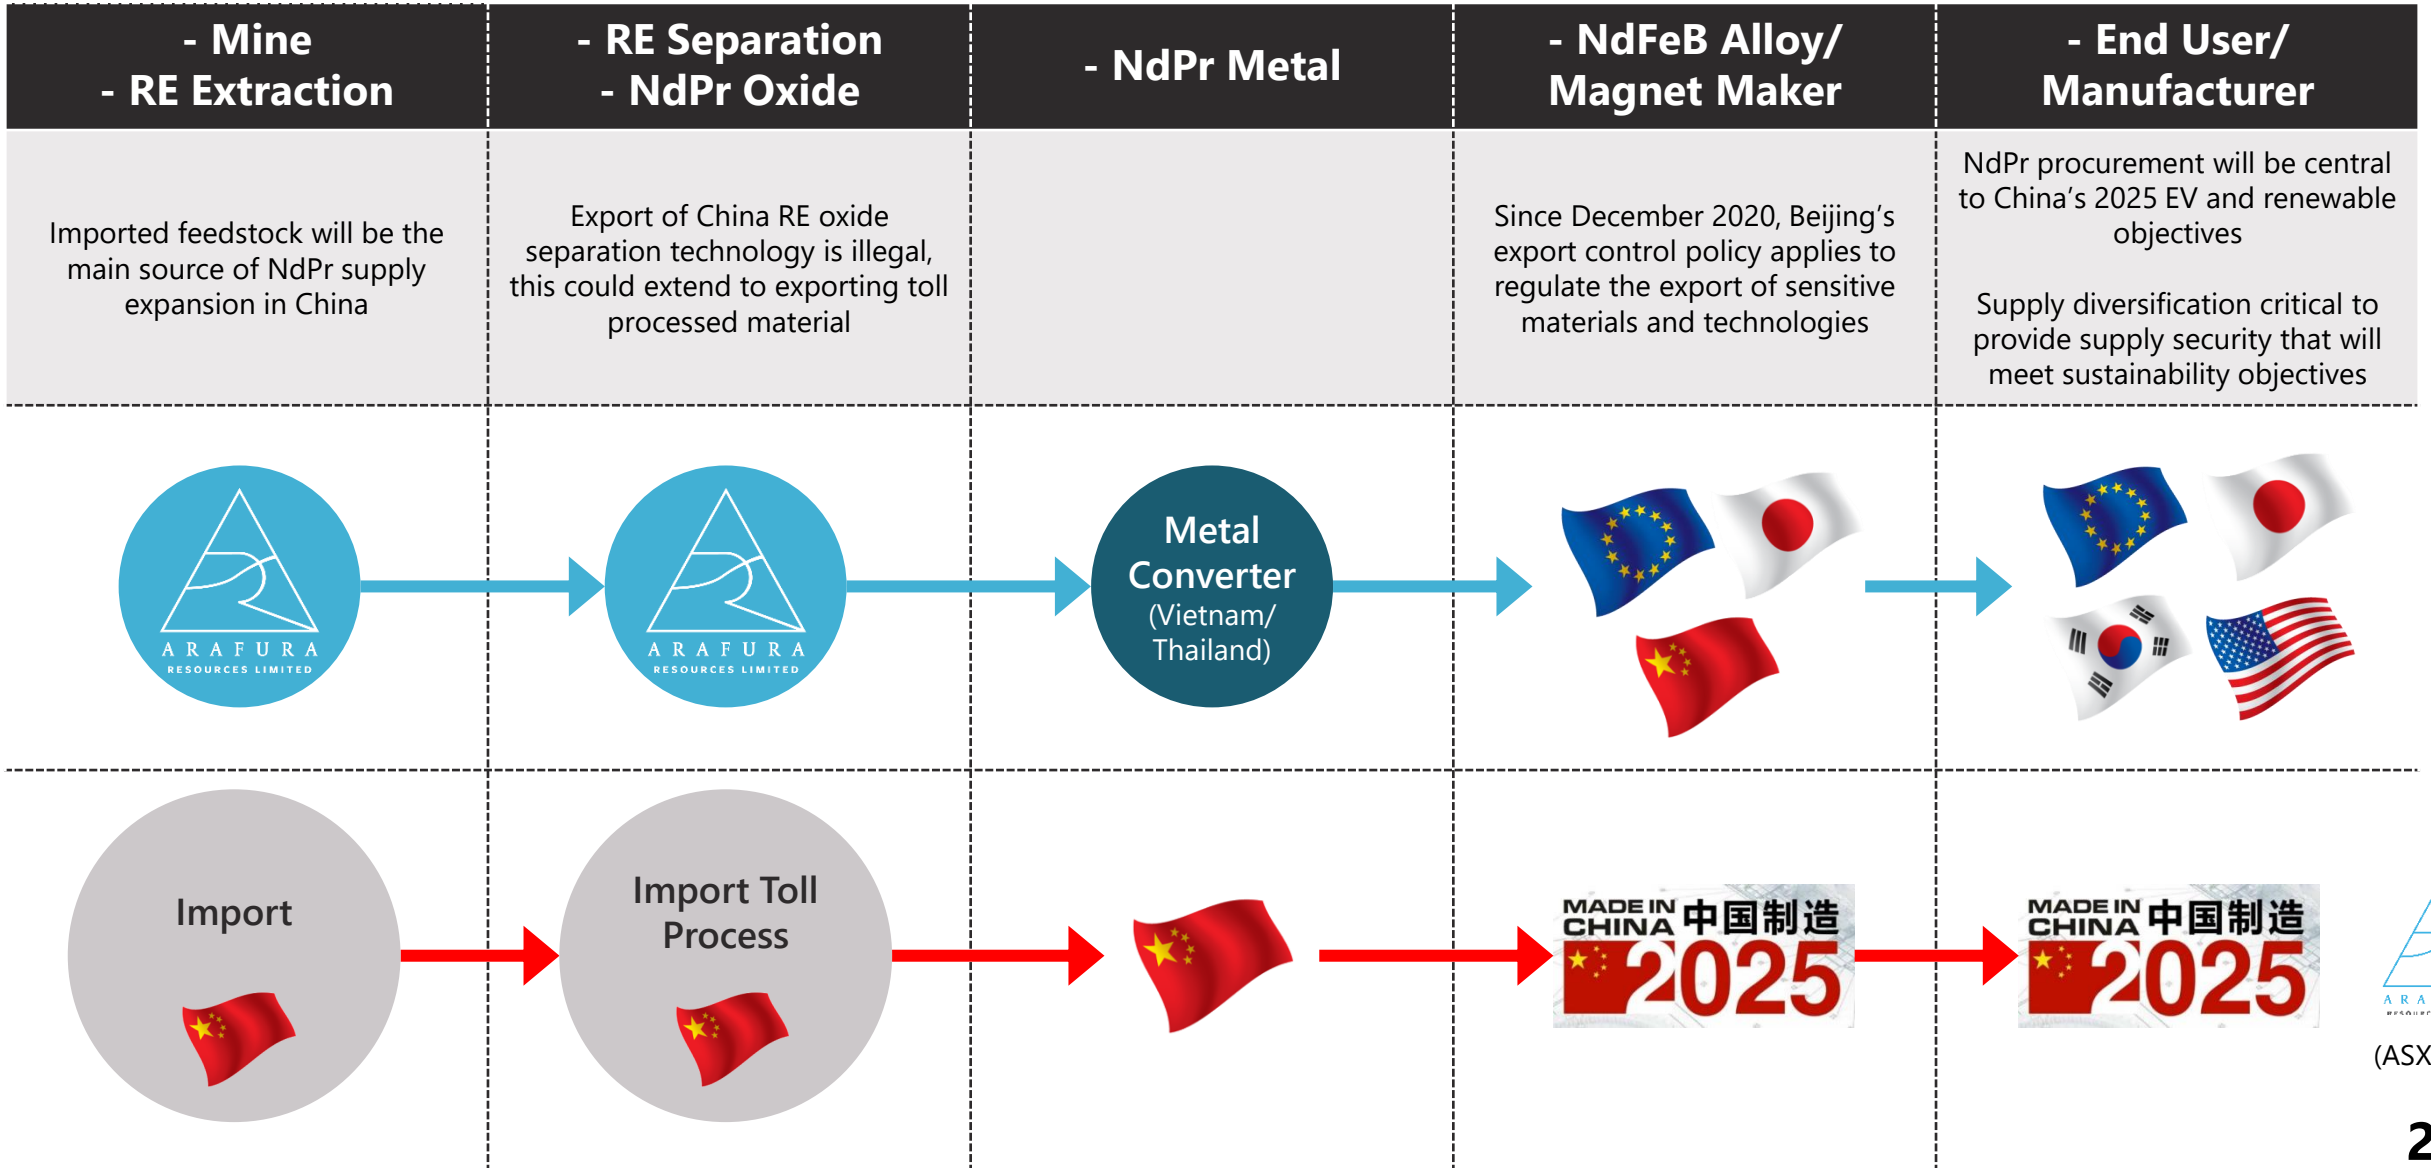 - Mine
- RE Extraction
- RE Separation
- NdPr Oxide
- NdPr Metal
- NdFeB Alloy/
Magnet Maker
- End User/
Manufacturer
Imported feedstock will be the
main source of NdPr supply
expansion in China
Export of China RE oxide
separation technology is illegal,
this could extend to exporting toll
processed material
Since December 2020, Beijing's
export control policy applies to
regulate the export of sensitive
materials and technologies
NdPr procurement will be central
to China's 2025 EV and renewable
objectives
Supply diversification critical to
provide supply security that will
meet sustainability objectives
ARAFURA
RESOURCES LIMITED
ARAFURA
RESOURCES LIMITED
Metal
Converter
(Vietnam/
Thailand)
Import
Import Toll
Process
MADE IN
CHINA 中国制造
2025
MADE IN
CHINA 中国制造
2025
ARA
(ASX
2